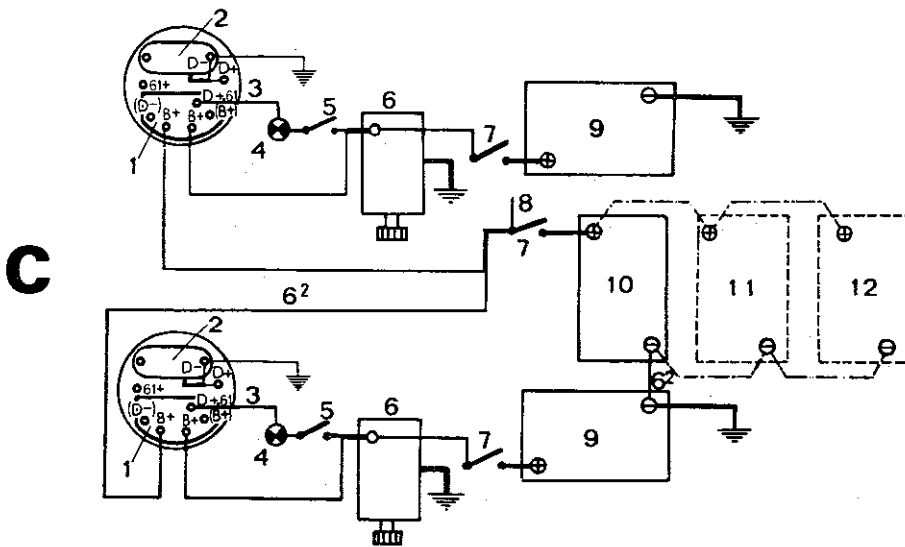 2
D-
D+
61+
3
D+61
(D-)
B+
B+
(B+)
1
4
5
6
7
9
⊖
⊕
8
7
⊕
⊕
⊕
C
10
11
12
6²
⊖
⊖
⊖
2
D-
D+
61+
3
D+61
(D-)
B+
B+
(B+)
1
4
5
6
7
6²
9
⊖
⊕